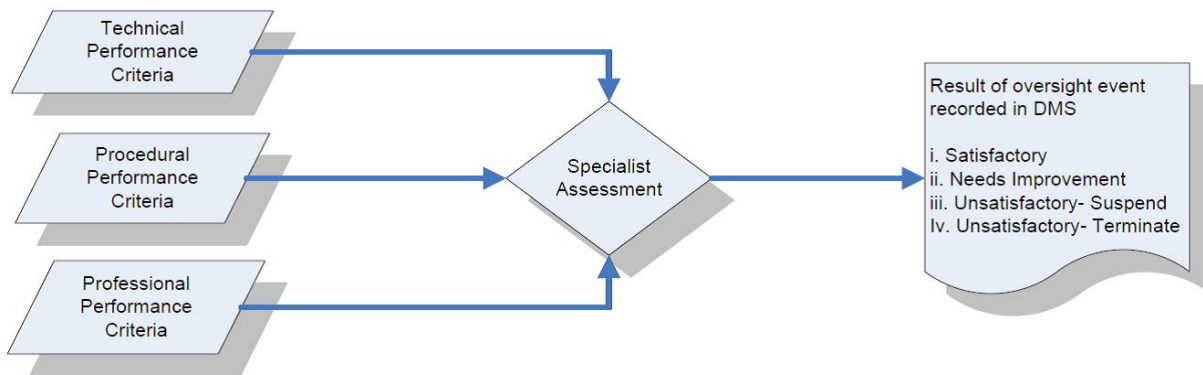 Technical
Performance
Criteria
Procedural
Performance
Criteria
Professional
Performance
Criteria
Specialist
Assessment
Result of oversight event
recorded in DMS
i. Satisfactory
ii. Needs Improvement
iii. Unsatisfactory- Suspend
Iv. Unsatisfactory- Terminate